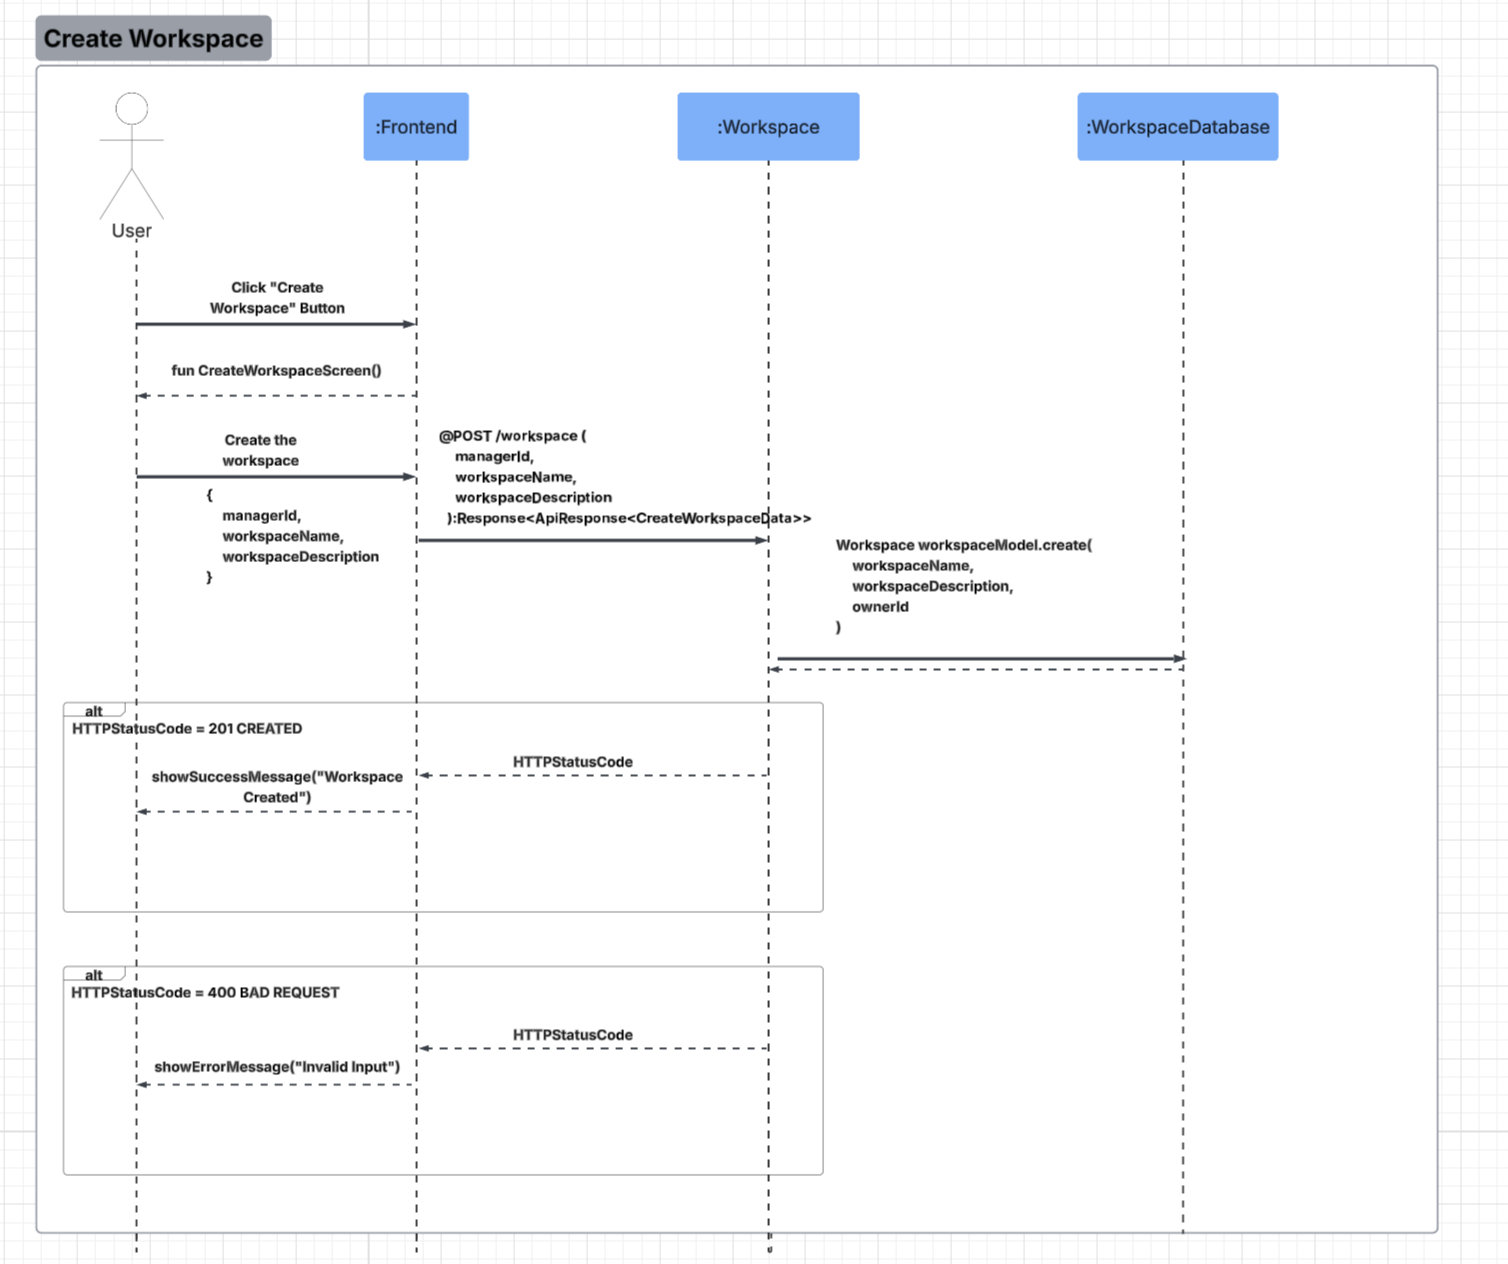 Create Workspace
:Frontend
:Workspace
:WorkspaceDatabase
User
Click "Create
Workspace" Button
fun CreateWorkspaceScreen()
Create the
workspace
{
managerId,
workspaceName,
workspaceDescription
}
@POST /workspace (
managerId,
workspaceName,
workspaceDescription
):Response<ApiResponse<CreateWorkspaceData>>
Workspace workspaceModel.create(
workspaceName,
workspaceDescription,
ownerId
)
alt
HTTPStatusCode = 201 CREATED
HTTPStatusCode
showSuccessMessage("Workspace
Created")
alt
HTTPStatusCode = 400 BAD REQUEST
HTTPStatusCode
showErrorMessage("Invalid Input")